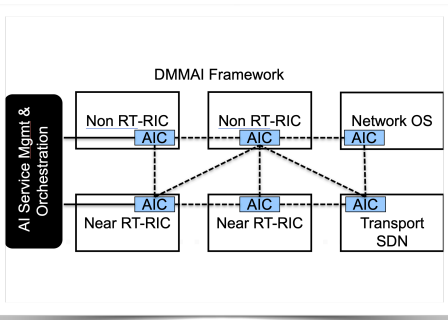 DMMAI Framework
AI Service Mgmt &
Orchestration
Non RT-RIC
AIC
Non RT-RIC
AIC
Network OS
AIC
AIC
Near RT-RIC
AIC
Near RT-RIC
AIC
Transport
SDN